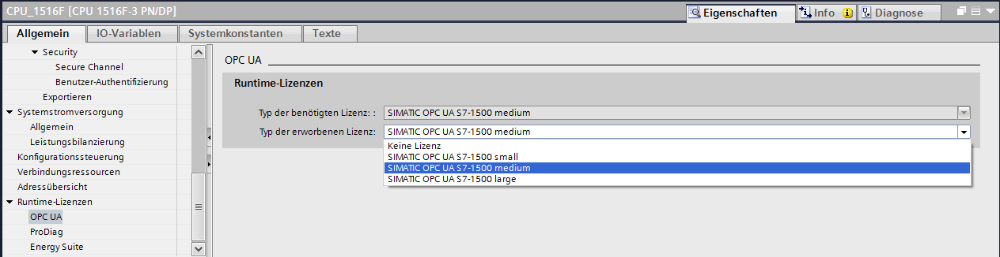 CPU_1516F [CPU 1516F-3 PN/DP]
Eigenschaften
Info
Diagnose
Allgemein
IO-Variablen
Systemkonstanten
Texte
Security
Secure Channel
Benutzer-Authentifizierung
Exportieren
Systemstromversorgung
Allgemein
Leistungsbilanzierung
Konfigurationssteuerung
Verbindungsressourcen
Adressübersicht
Runtime-Lizenzen
OPC UA
ProDiag
Energy Suite
OPC UA
Runtime-Lizenzen
Typ der benötigten Lizenz: : SIMATIC OPC UA S7-1500 medium
Typ der erworbenen Lizenz: SIMATIC OPC UA S7-1500 medium
Keine Lizenz
SIMATIC OPC UA S7-1500 small
SIMATIC OPC UA S7-1500 medium
SIMATIC OPC UA S7-1500 large